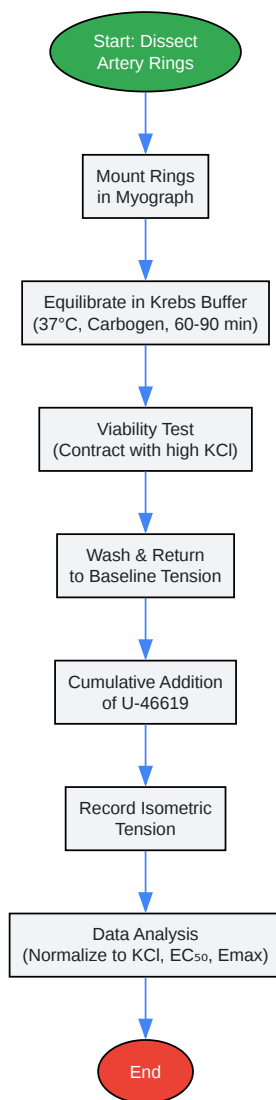 Start: Dissect
Artery Rings
Mount Rings
in Myograph
Equilibrate in Krebs Buffer
(37°C, Carbogen, 60-90 min)
Viability Test
(Contract with high KCl)
Wash & Return
to Baseline Tension
Cumulative Addition
of U-46619
Record Isometric
Tension
Data Analysis
(Normalize to KCl, EC₅₀, Emax)
End